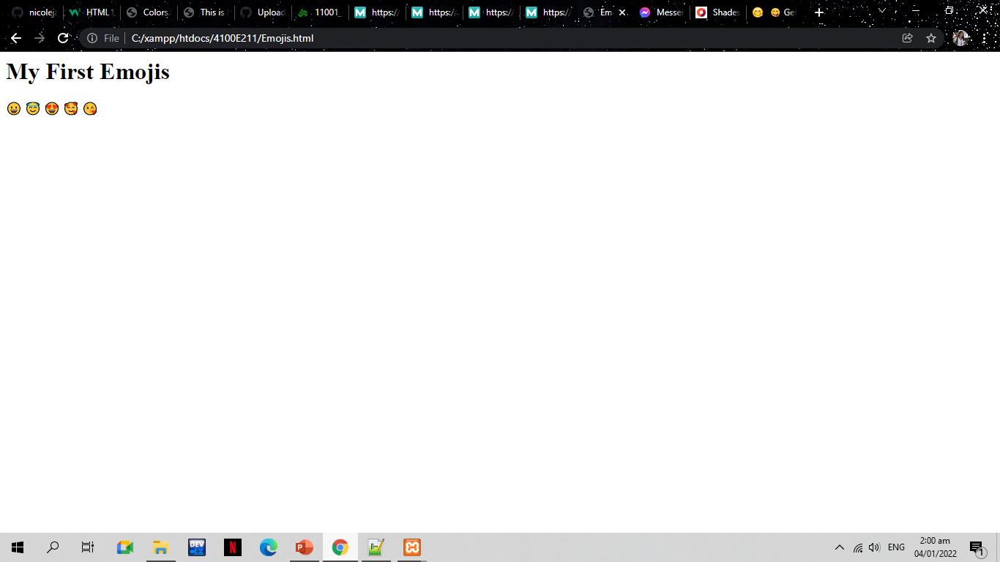 nicoleja HTML Colors. This is Upload 11001_ https:/ https:/ https:/ https:/ Em Messen Shades 😋 Ge
File C:/xampp/htdocs/4100E211/Emojis.html
My First Emojis
😀 😇 😍 🥰 😘
DEV C++ N P n++ ENG 2:00 am
04/01/2022
1